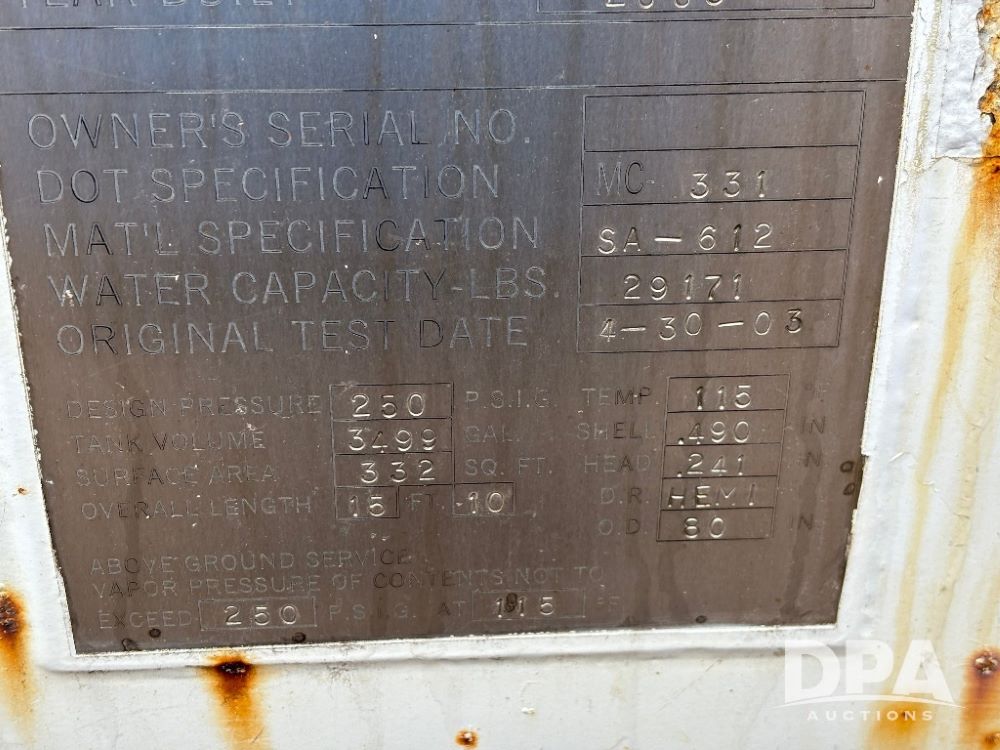 YEAR BUILT 2003
OWNER'S SERIAL NO.
DOT SPECIFICATION MC- 331
MAT'L SPECIFICATION SA-612
WATER CAPACITY-LBS. 29171
ORIGINAL TEST DATE 4-30-03
DESIGN PRESSURE 250 P.S.I.G. TEMP. 115 °F
TANK VOLUME 3499 GAL. SHELL .490 IN
SURFACE AREA 332 SQ. FT. HEAD .241 IN
OVERALL LENGTH 15 FT. 10 D.R. HEMI
O.D. 80 IN
ABOVE GROUND SERVICE
VAPOR PRESSURE OF CONTENTS NOT TO
EXCEED 250 P.S.I.G. AT 115 °F
DPA
AUCTIONS